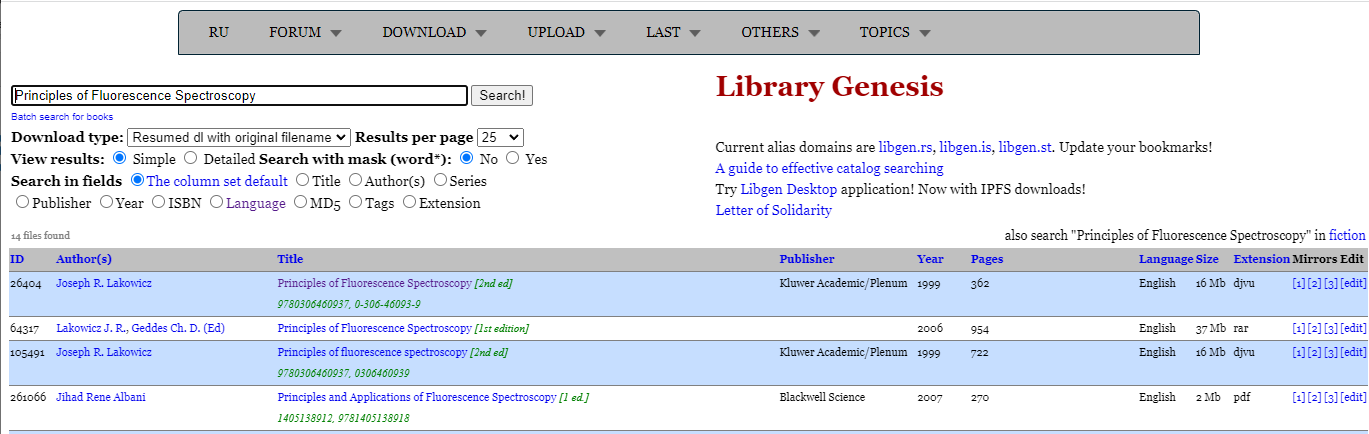 RU FORUM DOWNLOAD UPLOAD LAST OTHERS TOPICS
Principles of Fluorescence Spectroscopy Search!
Batch search for books
Download type: Resumed dl with original filename Results per page 25
View results: Simple Detailed Search with mask (word*): No Yes
Search in fields The column set default Title Author(s) Series
Publisher Year ISBN Language MD5 Tags Extension
Library Genesis
Current alias domains are libgen.rs, libgen.is, libgen.st. Update your bookmarks!
A guide to effective catalog searching
Try Libgen Desktop application! Now with IPFS downloads!
Letter of Solidarity
14 files found also search "Principles of Fluorescence Spectroscopy" in fiction
ID Author(s) Title Publisher Year Pages Language Size Extension Mirrors Edit
26404 Joseph R. Lakowicz Principles of Fluorescence Spectroscopy [2nd ed] Kluwer Academic/Plenum 1999 362 English 16 Mb djvu [1] [2] [3] [edit]
9780306460937, 0-306-46093-9
64317 Lakowicz J. R., Geddes Ch. D. (Ed) Principles of Fluorescence Spectroscopy [1st edition] 2006 954 English 37 Mb rar [1] [2] [3] [edit]
105491 Joseph R. Lakowicz Principles of fluorescence spectroscopy [2nd ed] Kluwer Academic/Plenum 1999 722 English 16 Mb djvu [1] [2] [3] [edit]
9780306460937, 0306460939
261066 Jihad Rene Albani Principles and Applications of Fluorescence Spectroscopy [1 ed.] Blackwell Science 2007 270 English 2 Mb pdf [1] [2] [3] [edit]
1405138912, 9781405138918